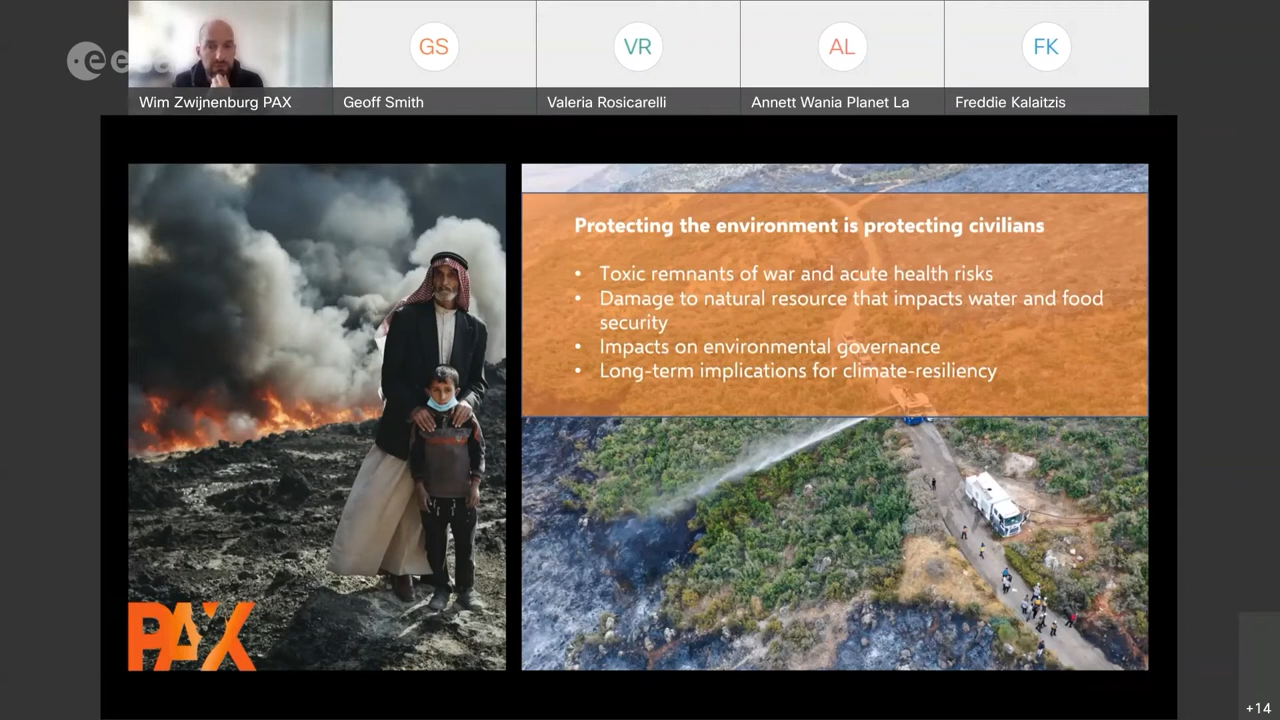 esa
GS
VR
AL
FK
Wim Zwijnenburg PAX
Geoff Smith
Valeria Rosicarelli
Annett Wania Planet La
Freddie Kalaitzis
Protecting the environment is protecting civilians
• Toxic remnants of war and acute health risks
• Damage to natural resource that impacts water and food
security
• Impacts on environmental governance
• Long-term implications for climate-resiliency
PAX
+14